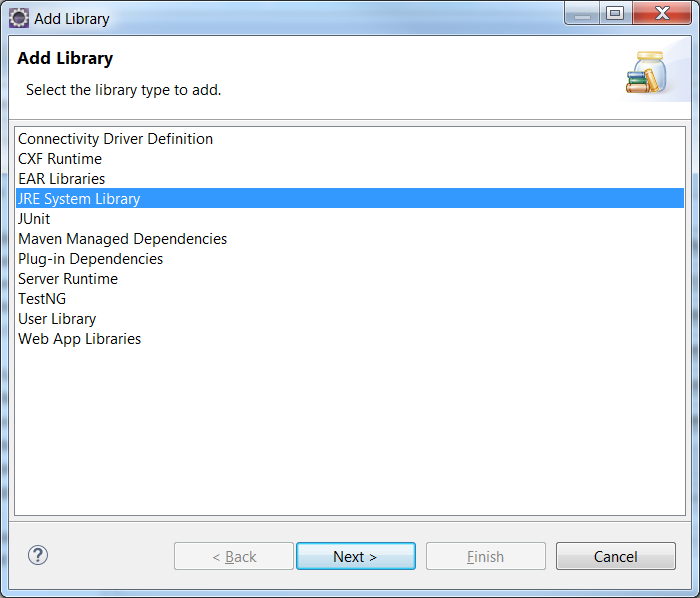 Add Library
Add Library
Select the library type to add.
Connectivity Driver Definition
CXF Runtime
EAR Libraries
JRE System Library
JUnit
Maven Managed Dependencies
Plug-in Dependencies
Server Runtime
TestNG
User Library
Web App Libraries
? < Back Next > Finish Cancel